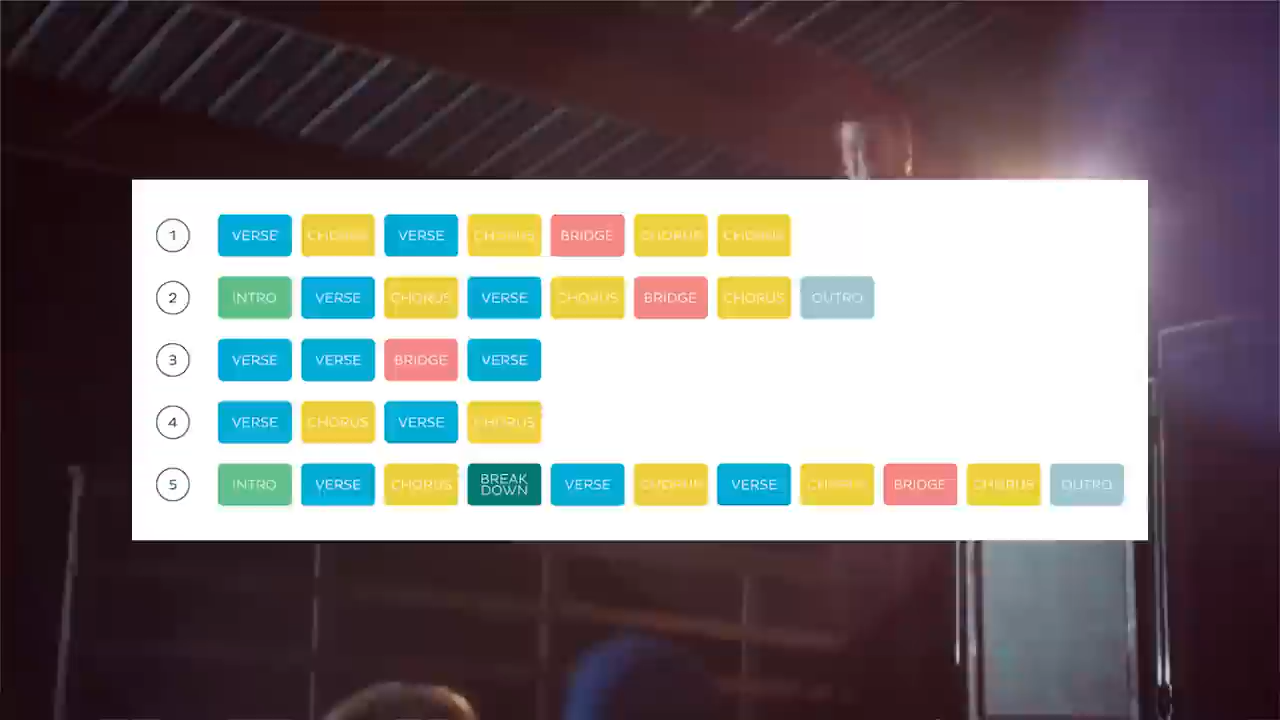 1 VERSE CHORUS VERSE CHORUS BRIDGE CHORUS CHORUS
2 INTRO VERSE CHORUS VERSE CHORUS BRIDGE CHORUS OUTRO
3 VERSE VERSE BRIDGE VERSE
4 VERSE CHORUS VERSE CHORUS
5 INTRO VERSE CHORUS BREAK DOWN VERSE CHORUS VERSE CHORUS BRIDGE CHORUS OUTRO